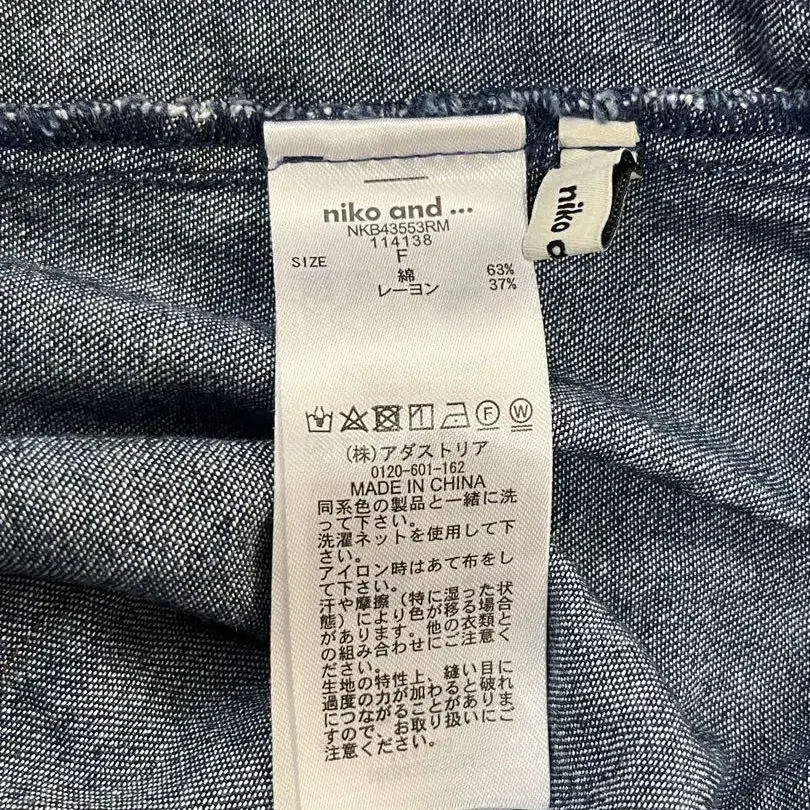 niko and ...
NKB43553RM
114138
SIZE F
綿 63%
レーヨン 37%
(株)アダストリア
0120-601-162
MADE IN CHINA
同系色の製品と一緒に洗
って下さい。
洗濯ネットを使用して下
さい。
アイロン時はあて布をし
て下さい。
汗や摩擦(特に湿った状
態)により色が移る場合
があります。他の衣類と
の組み合わせにご注意く
ださい。
生地の特性上、縫い目に
過度の力が加わると破れ
につながることがありま
すので、お取り扱いにご
注意ください。
niko a